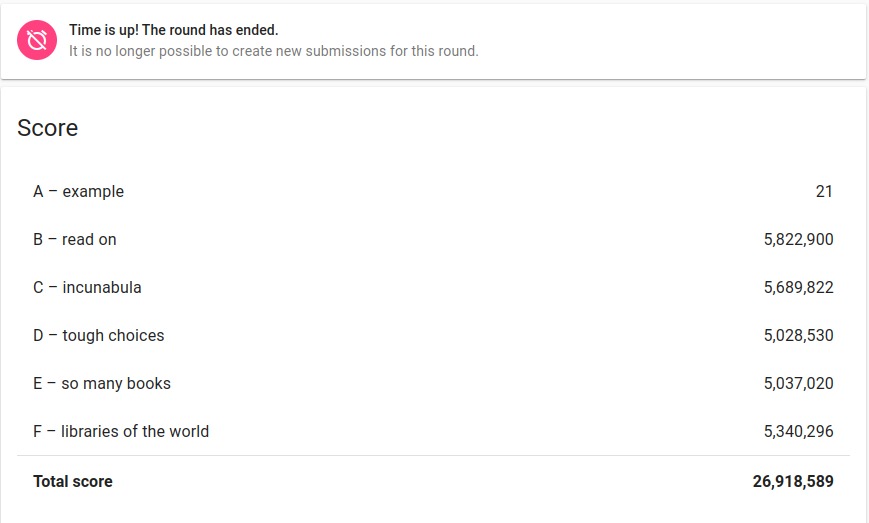 Time is up! The round has ended.
It is no longer possible to create new submissions for this round.
Score
A – example 21
B – read on 5,822,900
C – incunabula 5,689,822
D – tough choices 5,028,530
E – so many books 5,037,020
F – libraries of the world 5,340,296
Total score 26,918,589